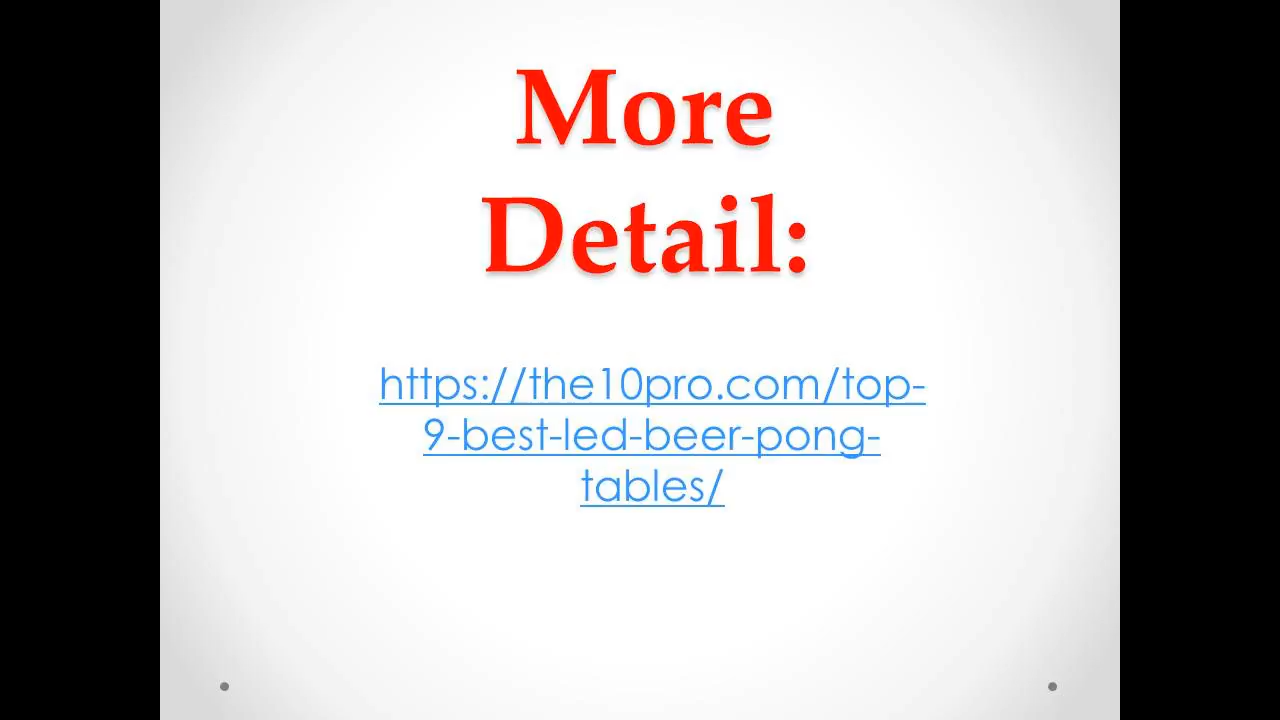 More
Detail:
https://the10pro.com/top-
9-best-led-beer-pong-
tables/